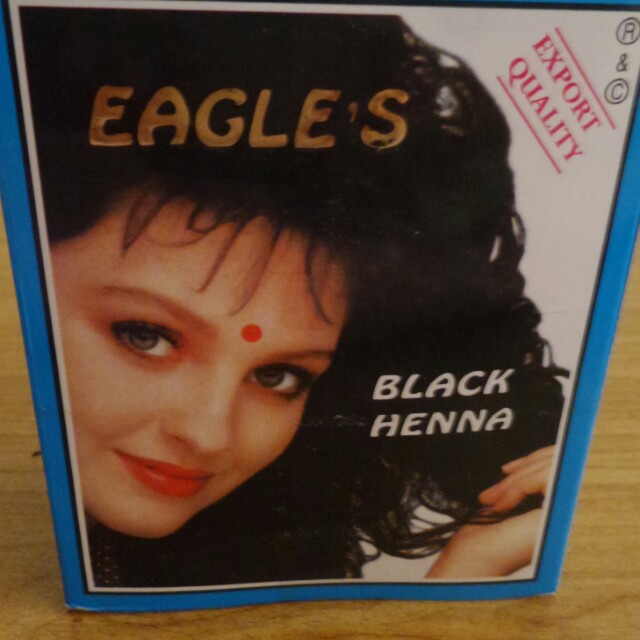 EAGLE'S
EXPORT
QUALITY
® & ©
BLACK
HENNA